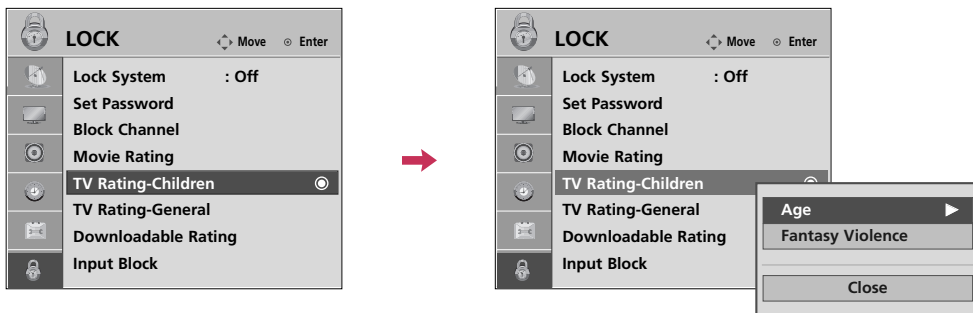 LOCK Move Enter
Lock System : Off
Set Password
Block Channel
Movie Rating
TV Rating-Children
TV Rating-General
Downloadable Rating
Input Block
LOCK Move Enter
Lock System : Off
Set Password
Block Channel
Movie Rating
TV Rating-Children
TV Rating-General
Downloadable Rating
Input Block
Age
Fantasy Violence
Close